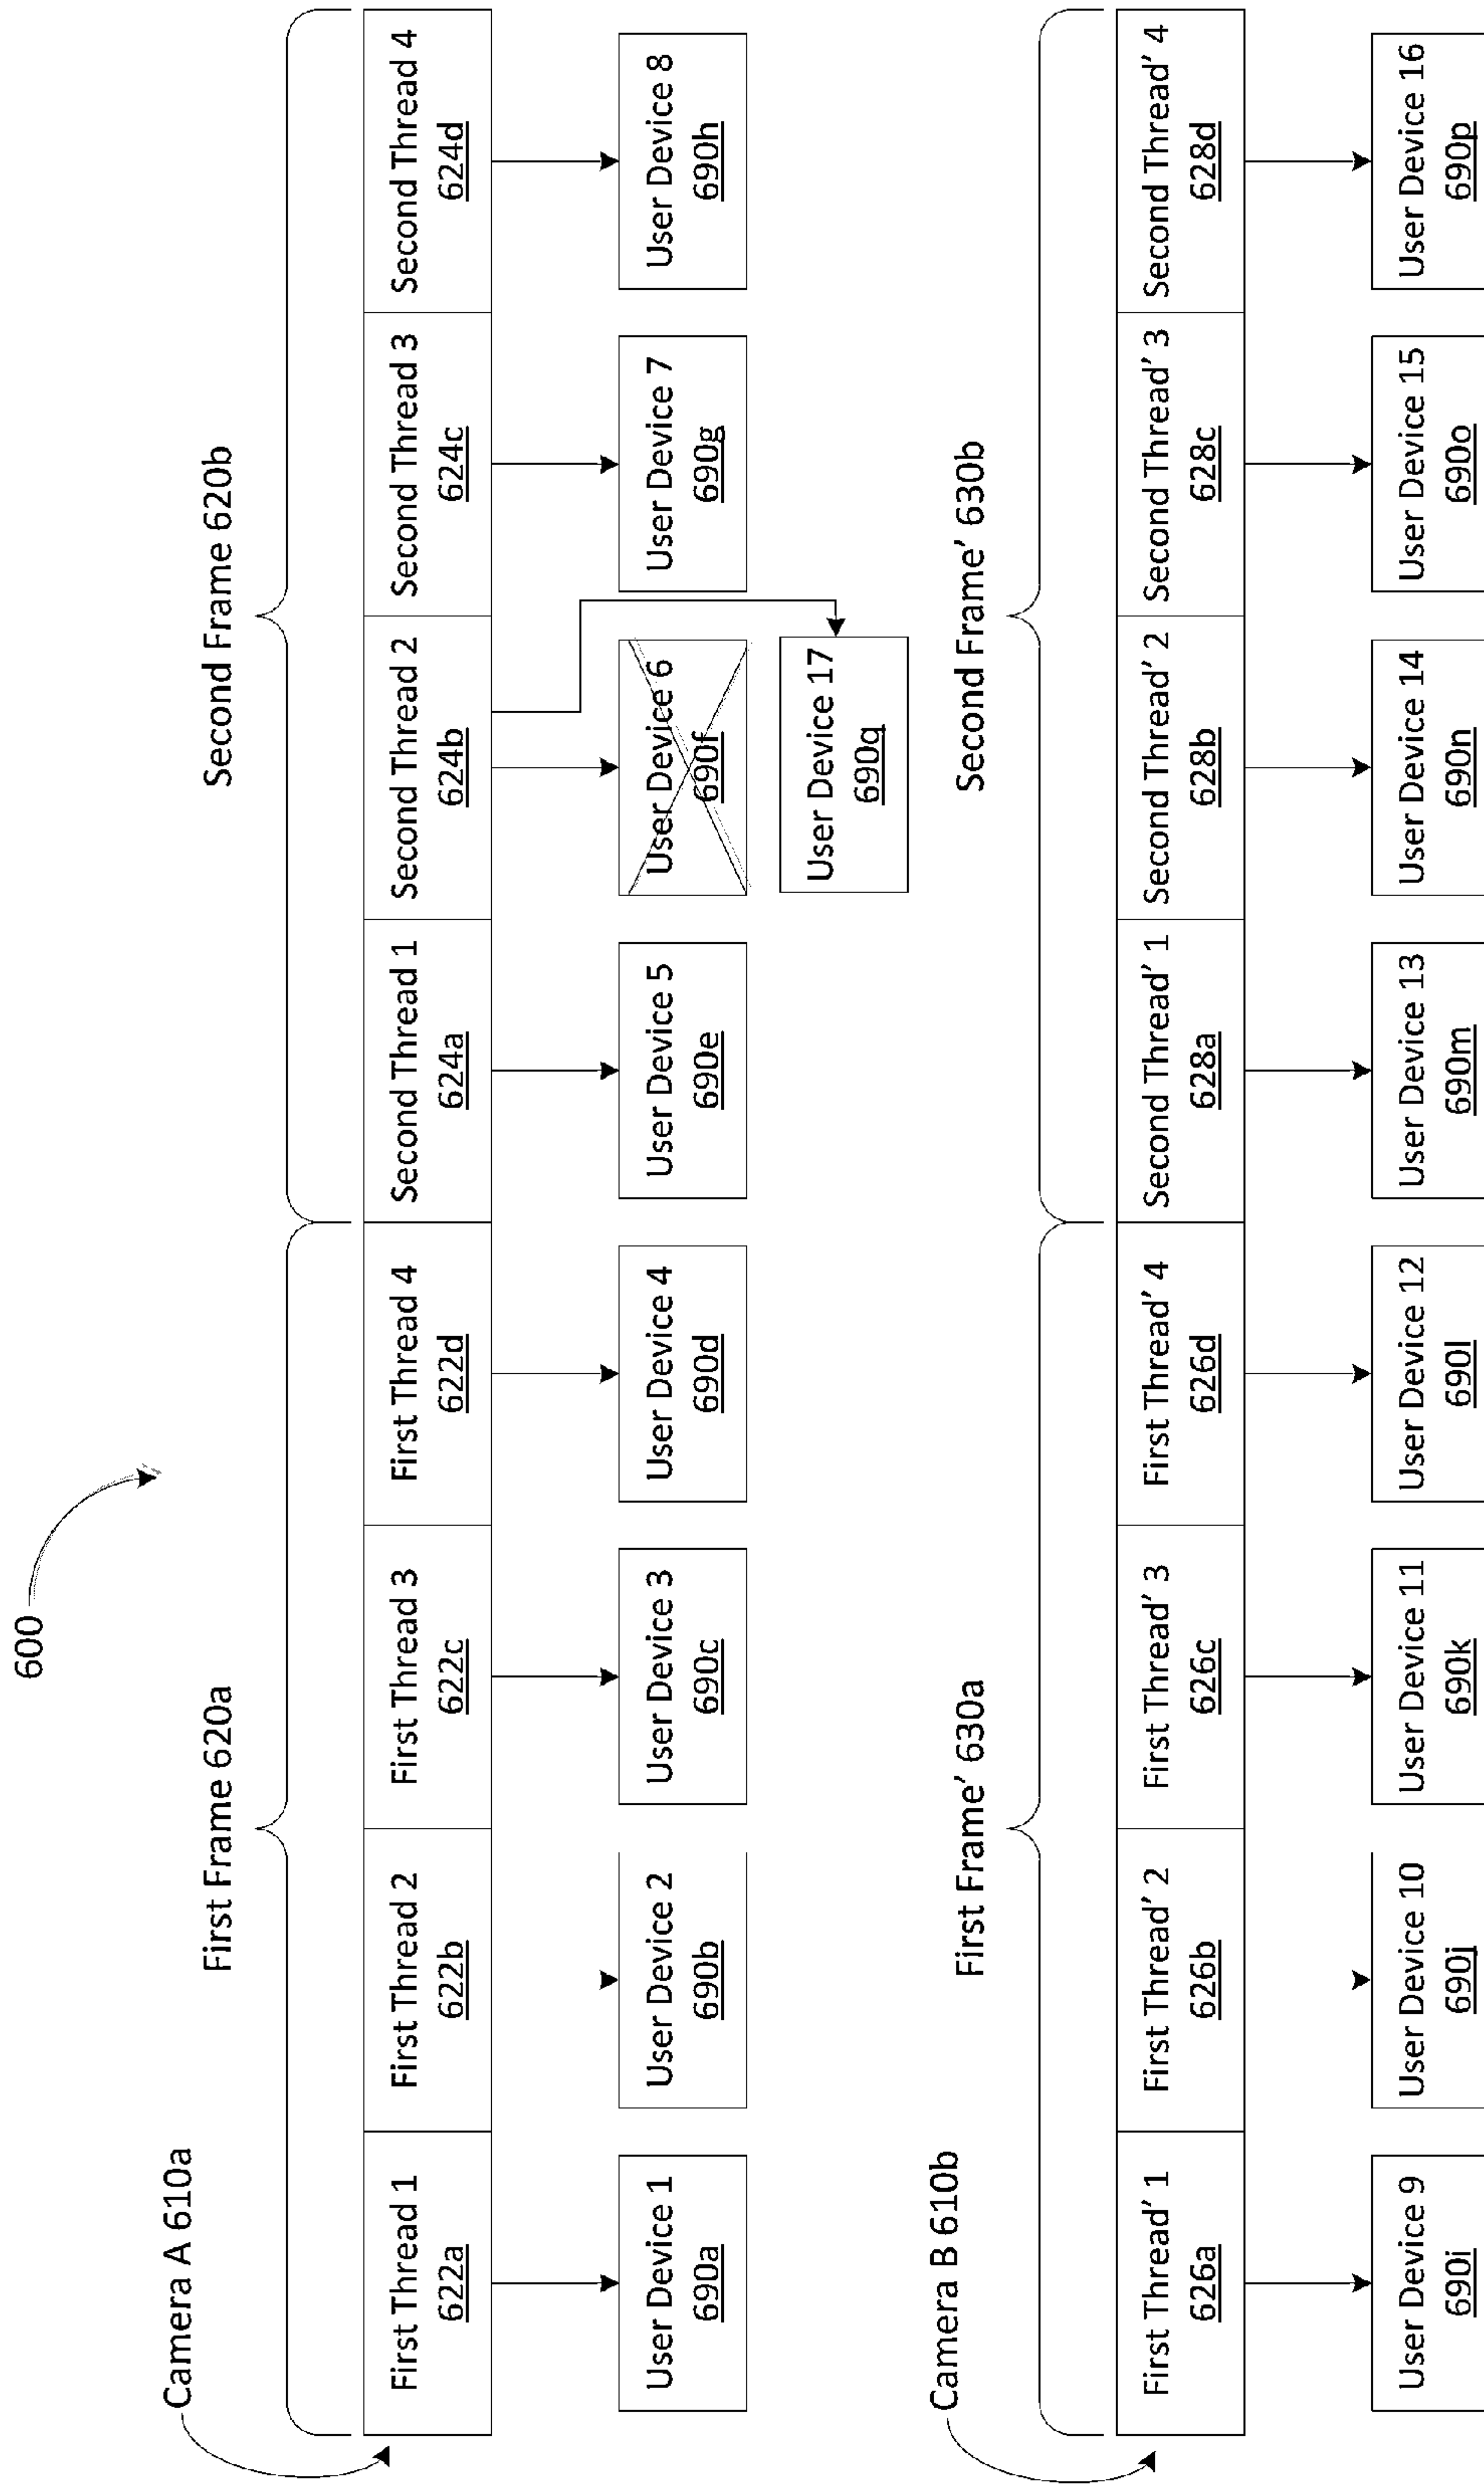 600
Camera A 610a
First Frame 620a
Second Frame 620b
First Thread 1
622a
First Thread 2
622b
First Thread 3
622c
First Thread 4
622d
Second Thread 1
624a
Second Thread 2
624b
Second Thread 3
624c
Second Thread 4
624d
User Device 1
690a
User Device 2
690b
User Device 3
690c
User Device 4
690d
User Device 5
690e
User Device 6
690f
User Device 7
690g
User Device 8
690h
User Device 17
690q
Camera B 610b
First Frame' 630a
Second Frame' 630b
First Thread' 1
626a
First Thread' 2
626b
First Thread' 3
626c
First Thread' 4
626d
Second Thread' 1
628a
Second Thread' 2
628b
Second Thread' 3
628c
Second Thread' 4
628d
User Device 9
690i
User Device 10
690j
User Device 11
690k
User Device 12
690l
User Device 13
690m
User Device 14
690n
User Device 15
690o
User Device 16
690p